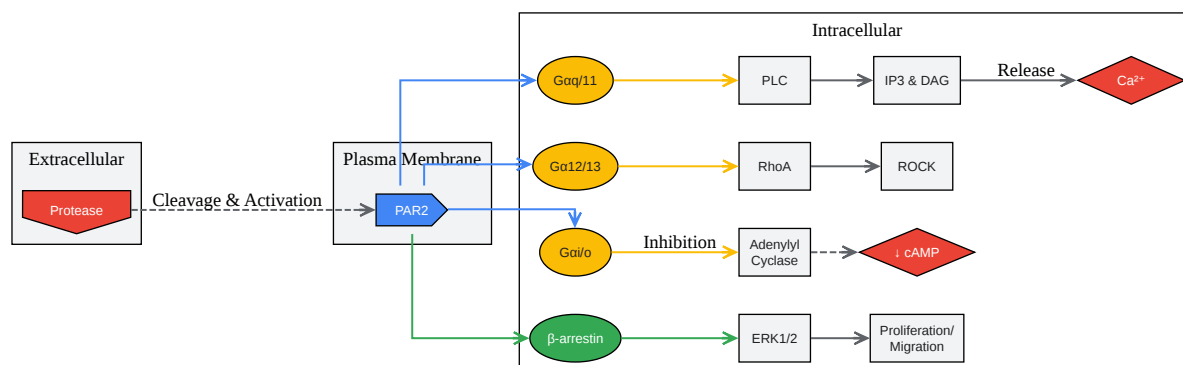 Intracellular
Gαq/11
PLC
IP3 & DAG
Release
Ca²⁺
Extracellular
Plasma Membrane
Gα12/13
RhoA
ROCK
Protease
Cleavage & Activation
PAR2
Gαi/o
Inhibition
Adenylyl
Cyclase
↓ cAMP
β-arrestin
ERK1/2
Proliferation/
Migration